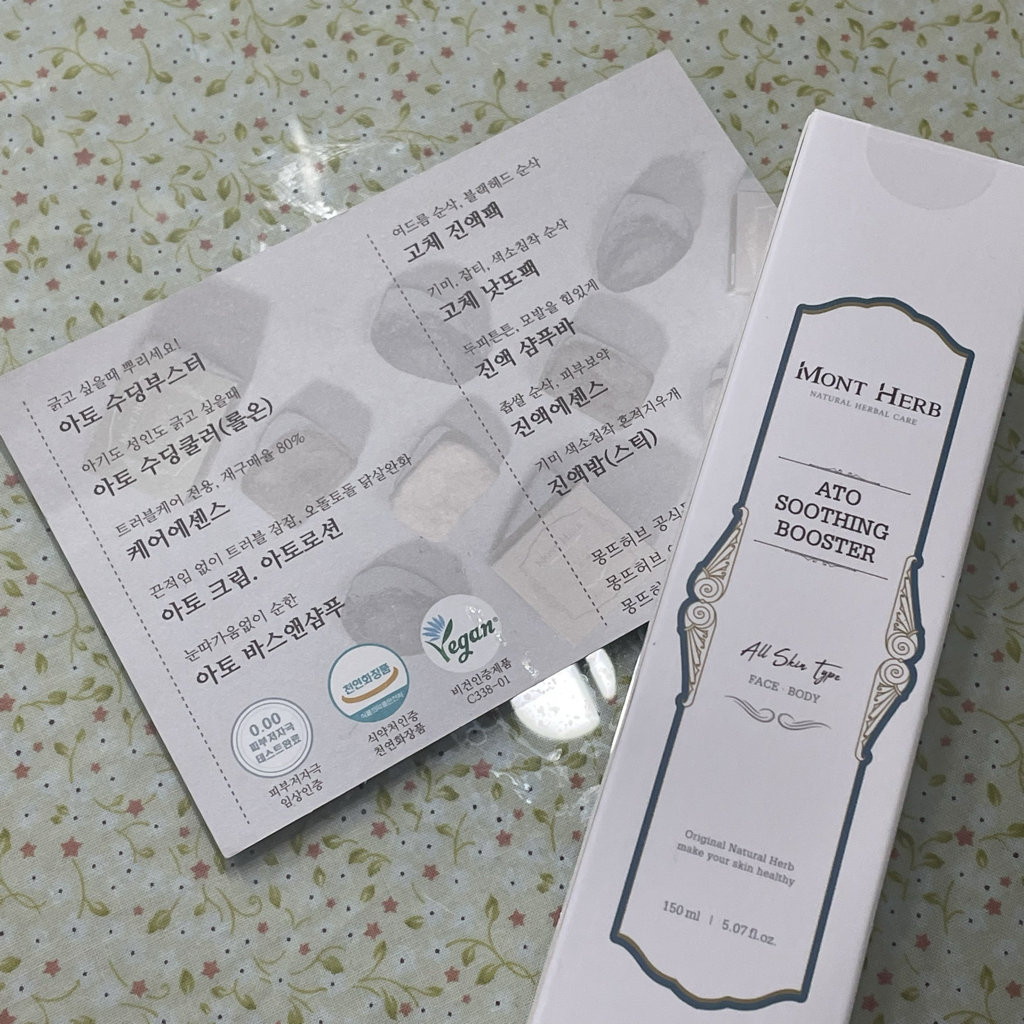 긁고 싶을때 뿌리세요!
아토 수딩부스터
아기도 성인도 긁고 싶을때
아토 수딩쿨러(롤온)
트러블케어 전용, 재구매율 80%
케어에센스
끈적임 없이 트러블 잠잠, 오돌토돌 닭살완화
아토 크림. 아토로션
눈따가움없이 순한
아토 바스앤샴푸
여드름 순삭, 블랙헤드 순삭
고체 진액팩
기미, 잡티, 색소침착 순삭
고체 낫또팩
두피튼튼, 모발을 힘있게
진액 샴푸바
좁쌀 순삭, 피부보약
진액에센스
기미 색소침착 흔적지우개
진액밤(스틱)
몽뜨허브 공식
몽뜨허브
몽뜨허
0.00
피부저자극
테스트완료
피부저자극
임상인증
천연화장품
식품의약품안전처
식약처인증
천연화장품
Vegan
비건인증제품
C338-01
MONT HERB
NATURAL HERBAL CARE
ATO
SOOTHING
BOOSTER
All Skin Type
FACE · BODY
Original Natural Herb
make your skin healthy
150 ml | 5.07 fl.oz.